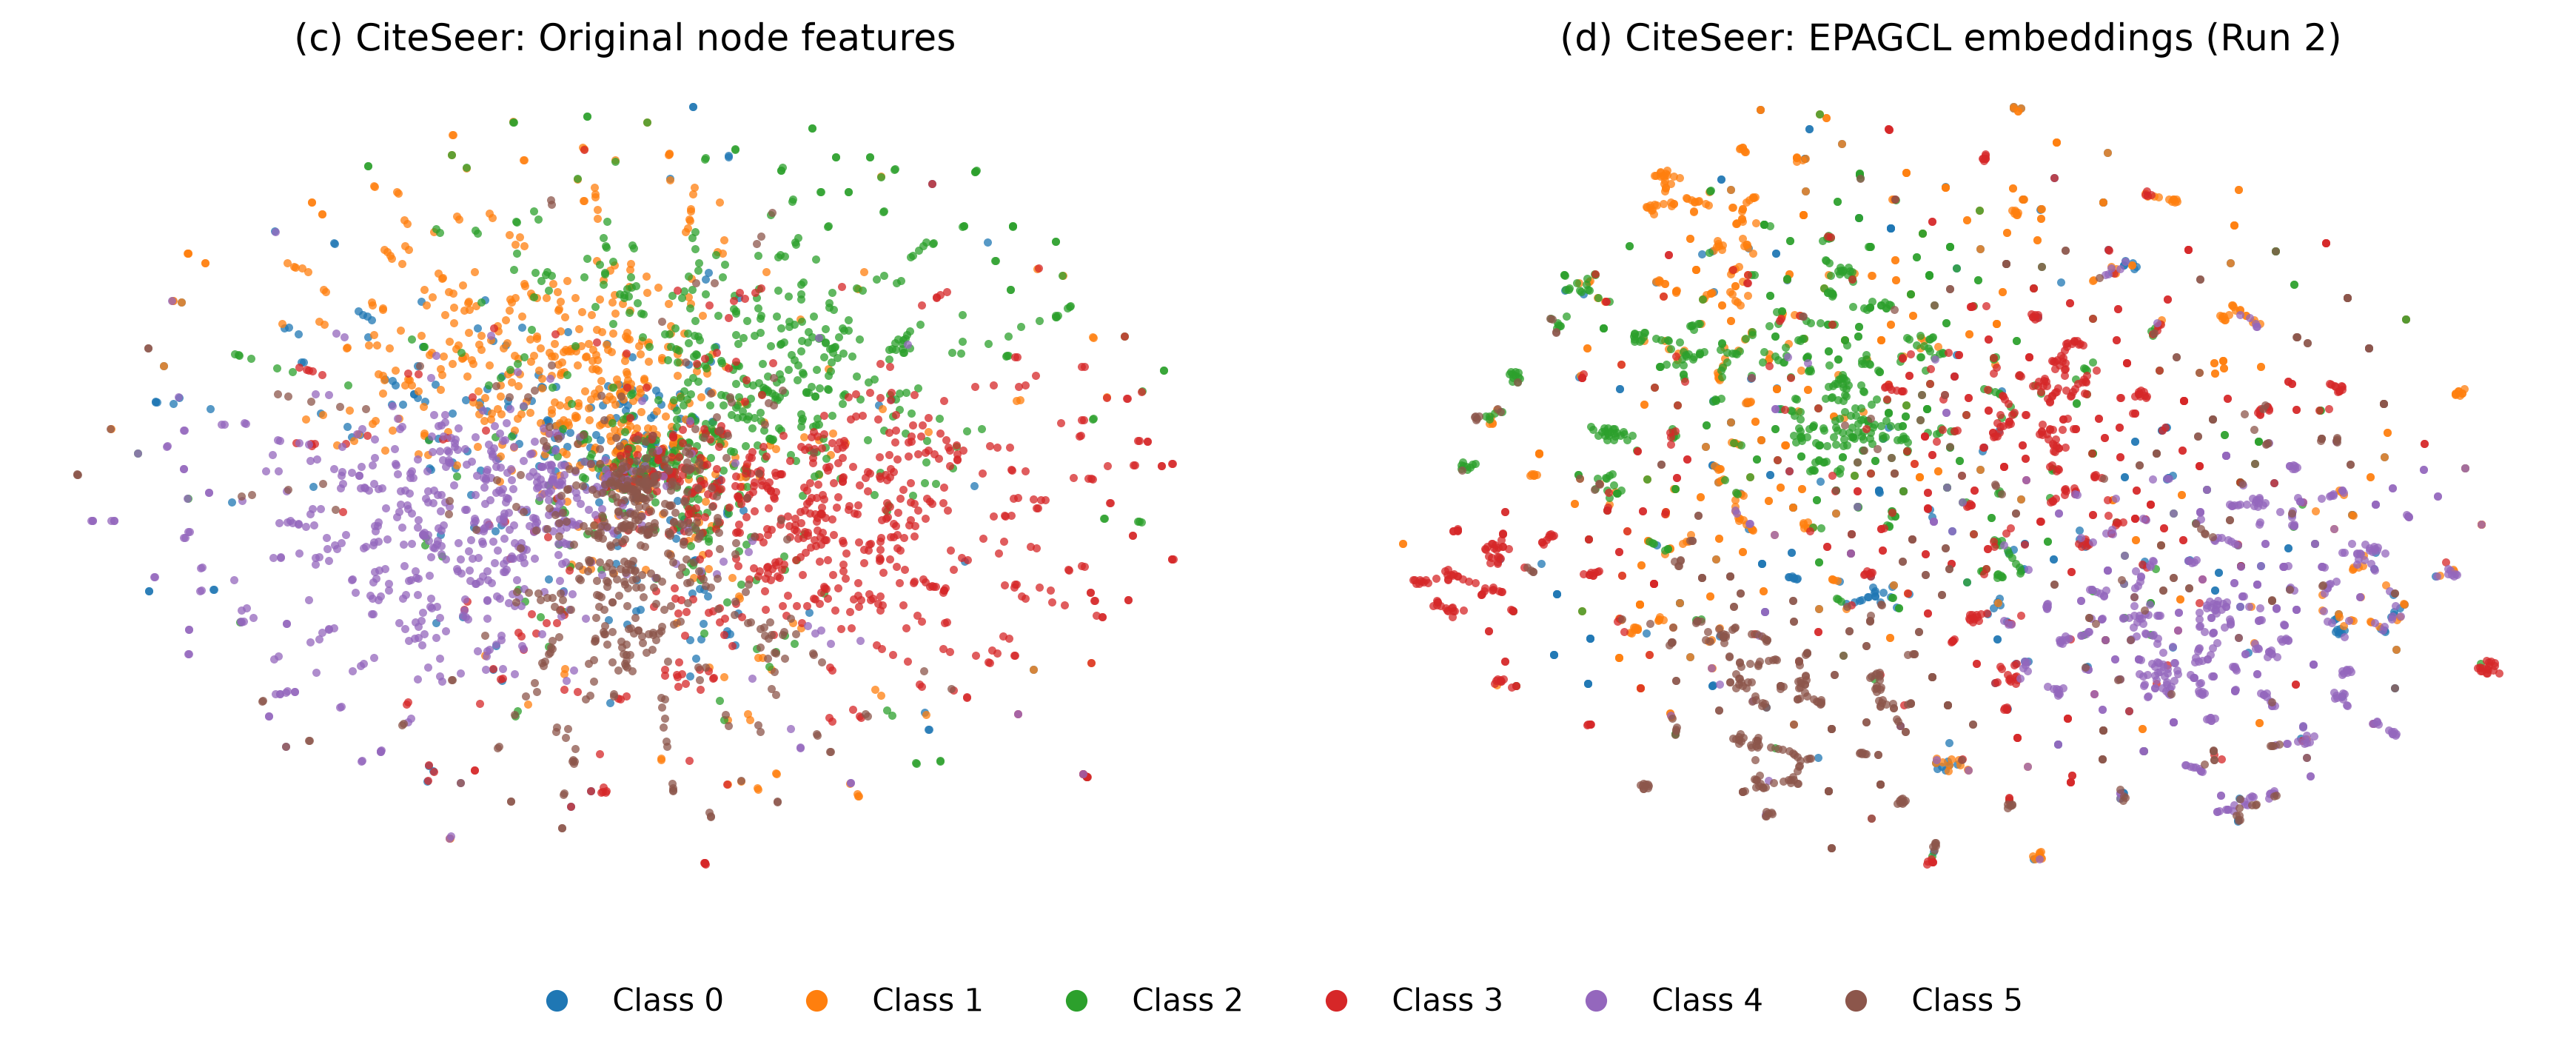 (c) CiteSeer: Original node features
(d) CiteSeer: EPAGCL embeddings (Run 2)
Class 0 Class 1 Class 2 Class 3 Class 4 Class 5